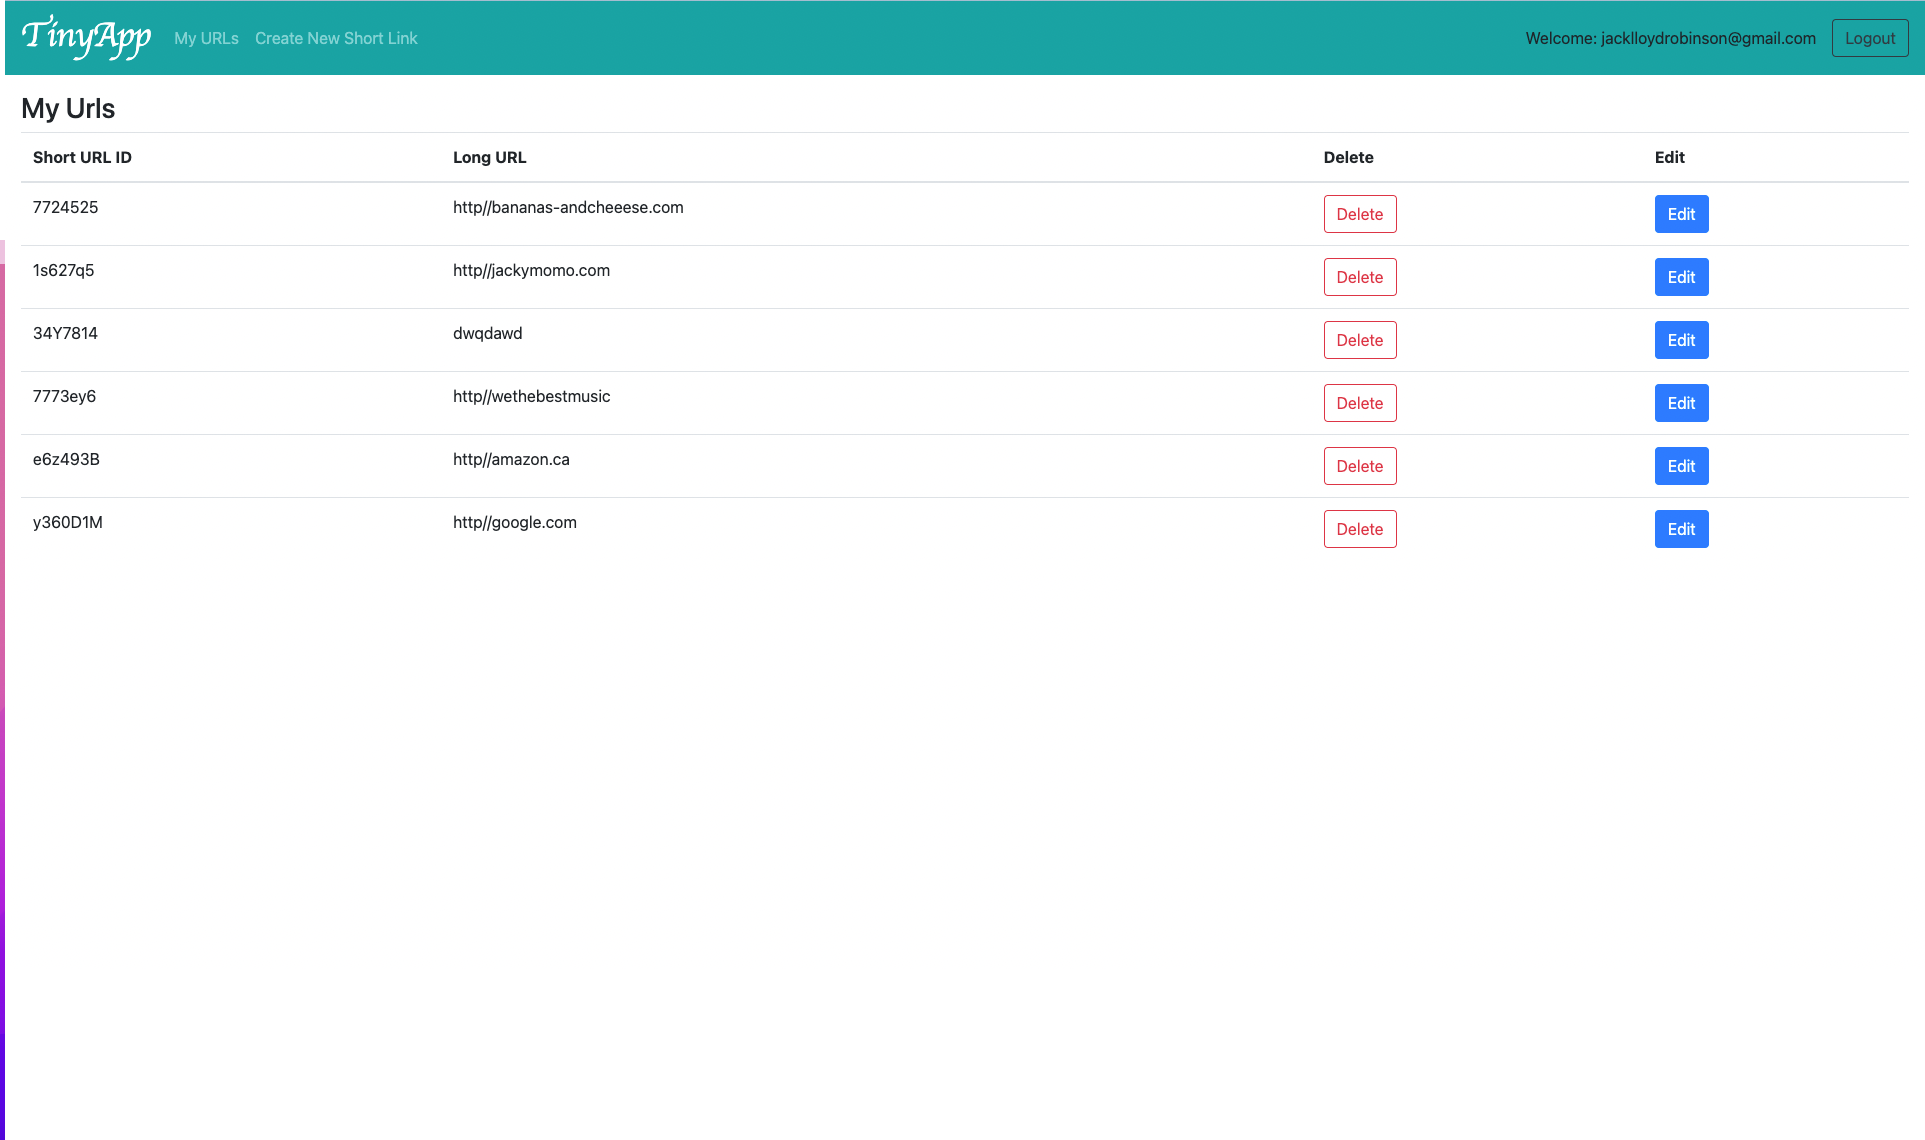 TinyApp My URLs Create New Short Link Welcome: jacklloydrobinson@gmail.com Logout
My Urls
Short URL ID Long URL Delete Edit
7724525 http//bananas-andcheeese.com Delete Edit
1s627q5 http//jackymomo.com Delete Edit
34Y7814 dwqdawd Delete Edit
7773ey6 http//wethebestmusic Delete Edit
e6z493B http//amazon.ca Delete Edit
y360D1M http//google.com Delete Edit